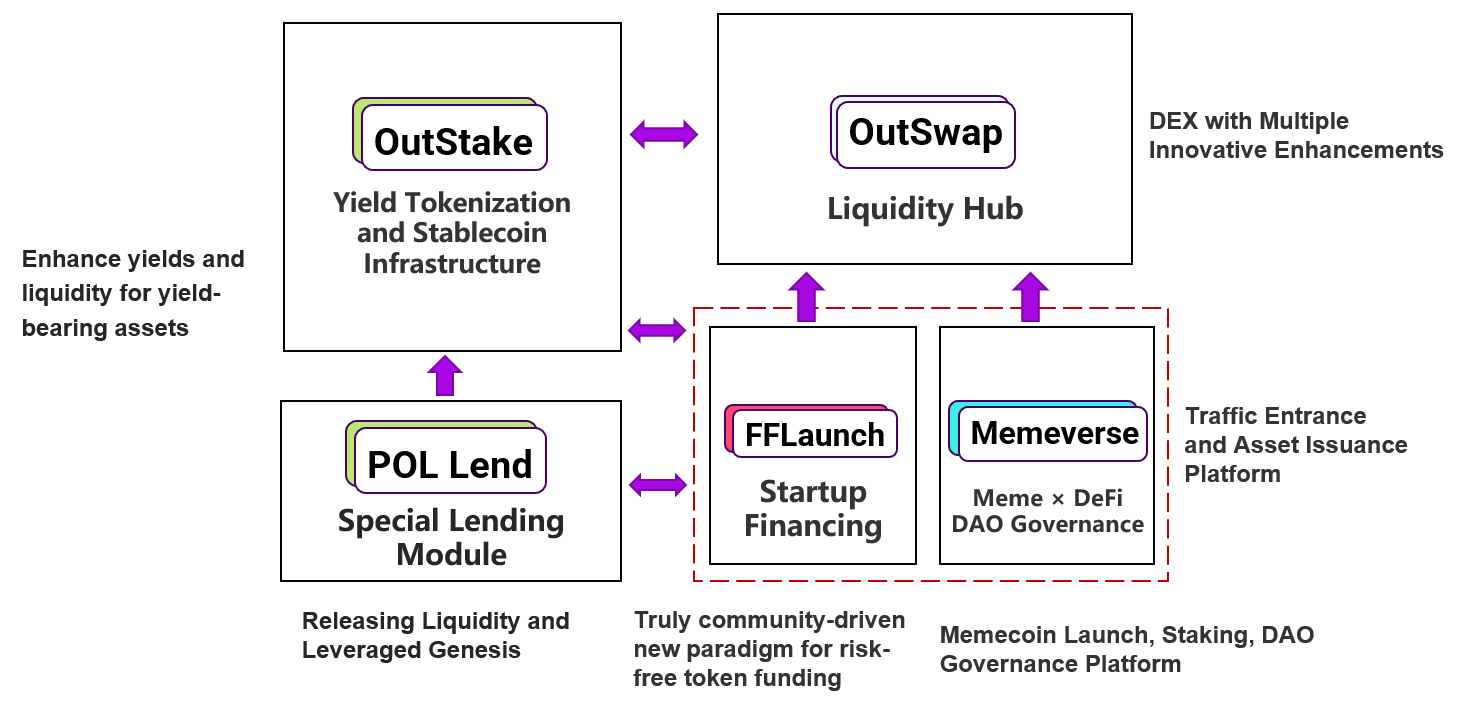 OutStake
Yield Tokenization
and Stablecoin
Infrastructure
OutSwap
Liquidity Hub
DEX with Multiple
Innovative Enhancements
Enhance yields and
liquidity for yield-
bearing assets
POL Lend
Special Lending
Module
FFLaunch
Startup
Financing
Memeverse
Meme × DeFi
DAO Governance
Traffic Entrance
and Asset Issuance
Platform
Releasing Liquidity and
Leveraged Genesis
Truly community-driven
new paradigm for risk-
free token funding
Memecoin Launch, Staking, DAO
Governance Platform